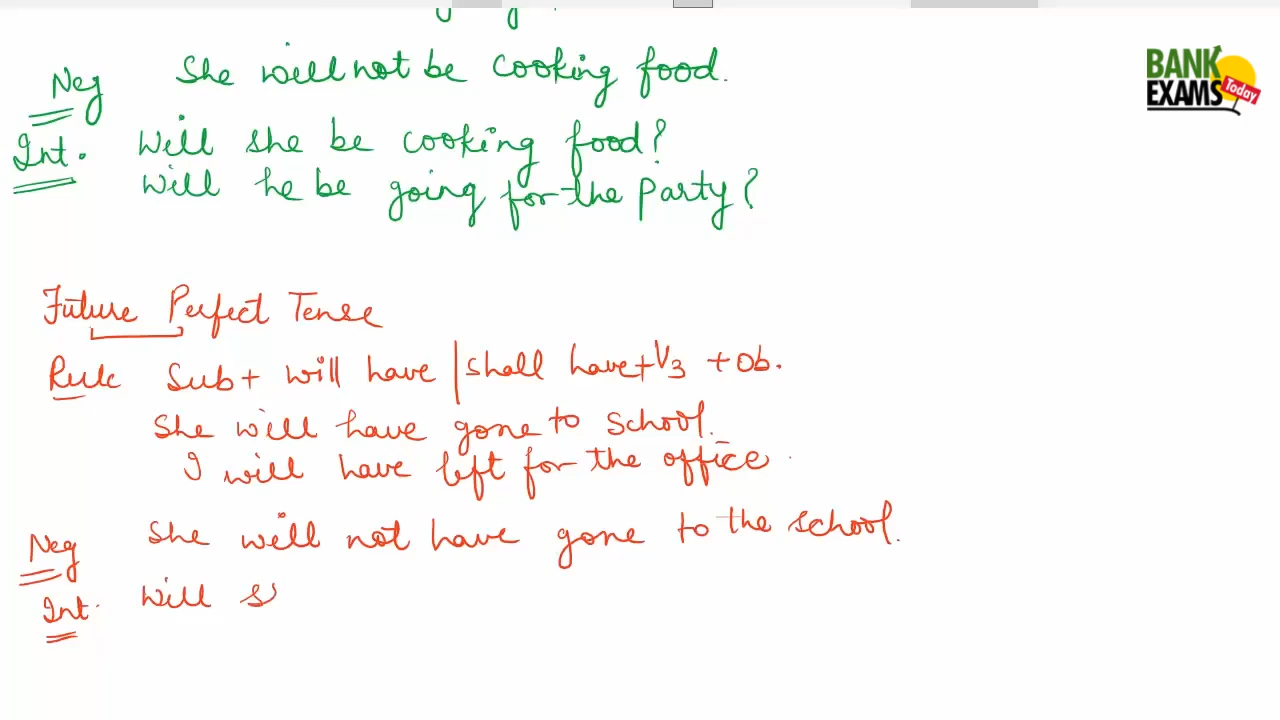 Neg She will not be cooking food.
BANK
EXAMS Today
Int. Will she be cooking food?
Will he be going for the party?
Future Perfect Tense
Rule Sub+ will have | shall have+V3 + Ob.
She will have gone to school.
I will have left for the office.
Neg She will not have gone to the school.
Int. Will s